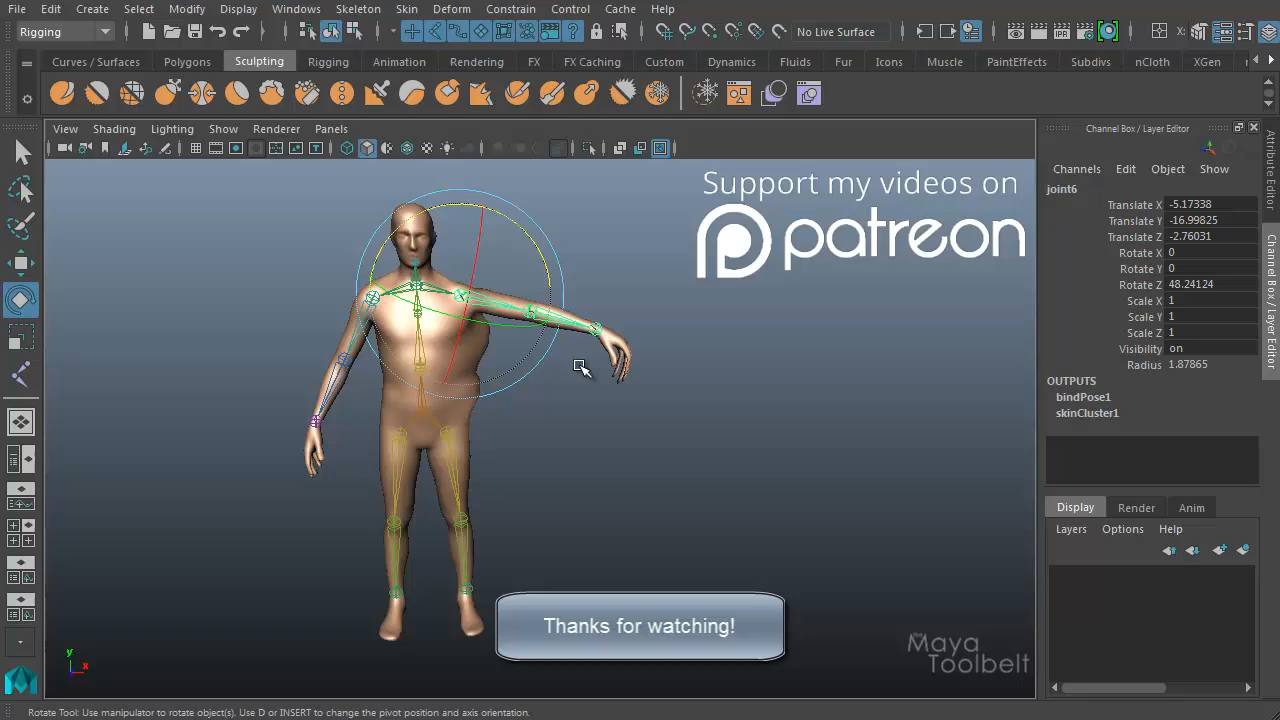 File Edit Create Select Modify Display Windows Skeleton Skin Deform Constrain Control Cache Help
Rigging No Live Surface X:
Curves / Surfaces Polygons Sculpting Rigging Animation Rendering FX FX Caching Custom Dynamics Fluids Fur Icons Muscle PaintEffects Subdivs nCloth XGen
IPR
View Shading Lighting Show Renderer Panels
Channel Box / Layer Editor
Channels Edit Object Show
joint6
Translate X -5.17338
Translate Y -16.99825
Translate Z -2.76031
Rotate X 0
Rotate Y 0
Rotate Z 48.24124
Scale X 1
Scale Y 1
Scale Z 1
Visibility on
Radius 1.87865
OUTPUTS
bindPose1
skinCluster1
Display Render Anim
Layers Options Help
Attribute Editor
Channel Box / Layer Editor
Support my videos on
patreon
Thanks for watching!
Maya
Toolbelt
y
x
Rotate Tool: Use manipulator to rotate object(s). Use D or INSERT to change the pivot position and axis orientation.